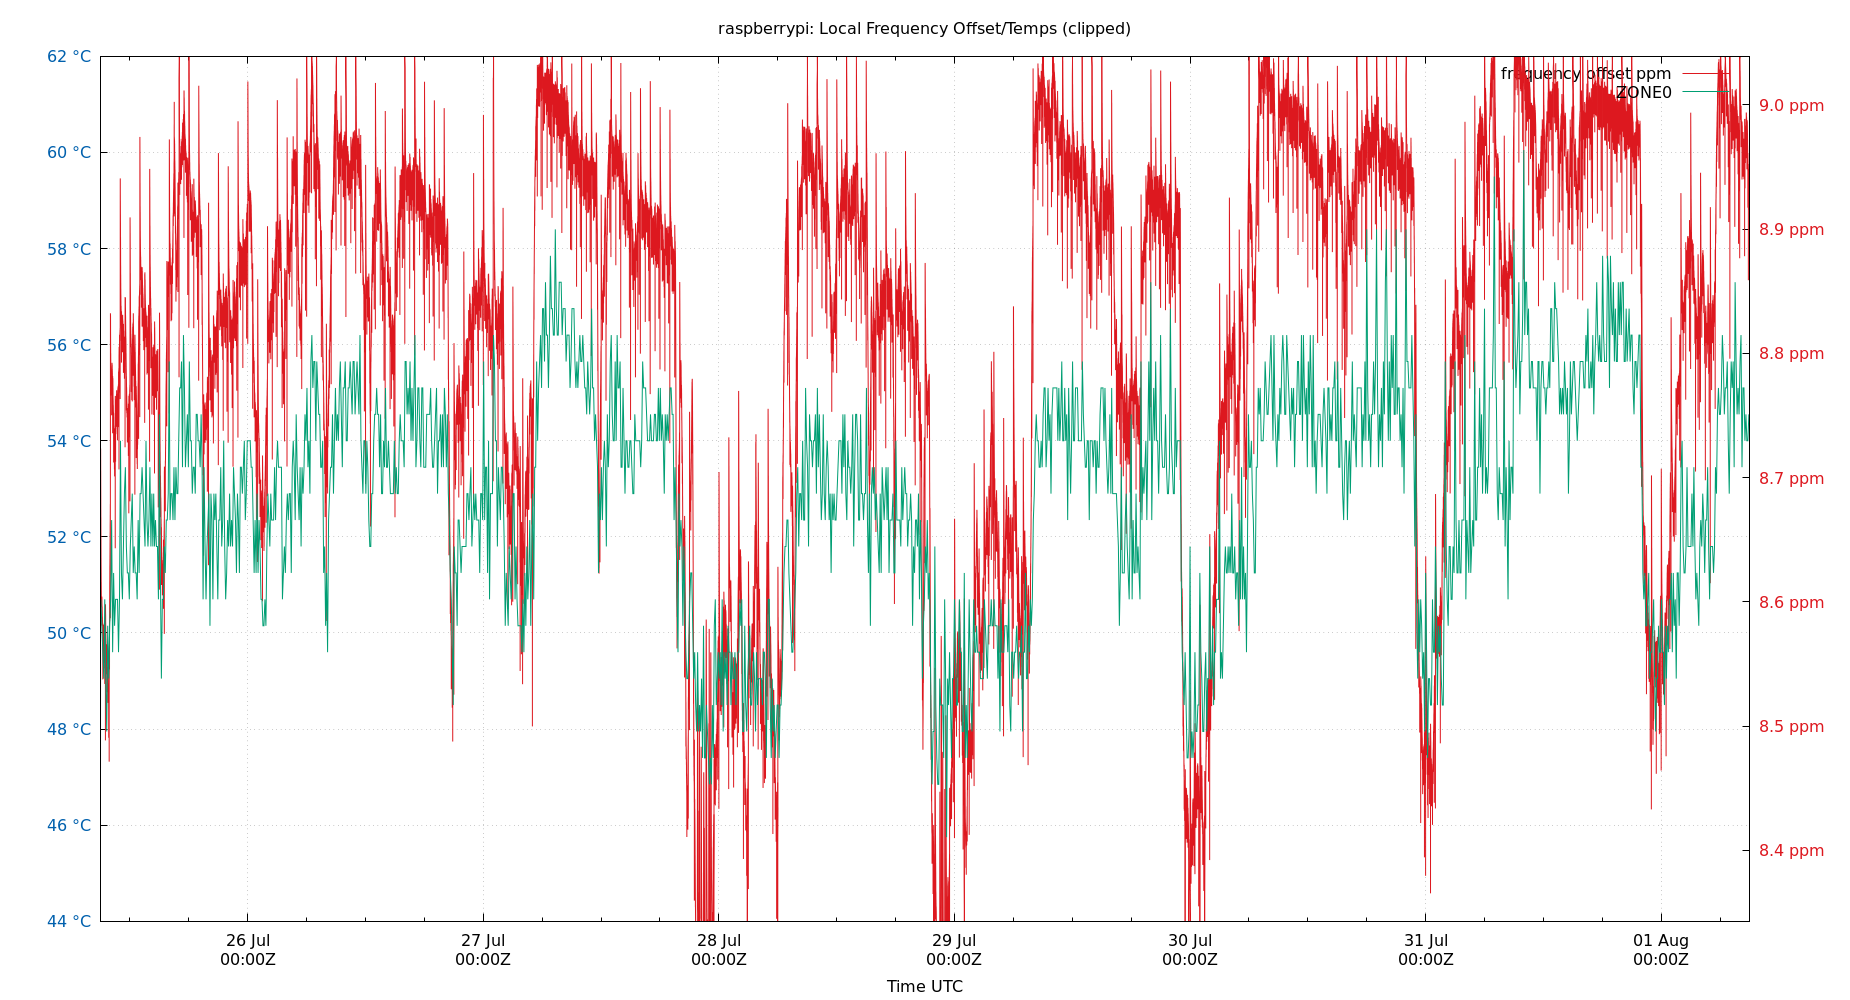 raspberrypi: Local Frequency Offset/Temps (clipped)
62 °C
60 °C
58 °C
56 °C
54 °C
52 °C
50 °C
48 °C
46 °C
44 °C
frequency offset ppm
ZONE0
9.0 ppm
8.9 ppm
8.8 ppm
8.7 ppm
8.6 ppm
8.5 ppm
8.4 ppm
26 Jul
00:00Z
27 Jul
00:00Z
28 Jul
00:00Z
29 Jul
00:00Z
30 Jul
00:00Z
31 Jul
00:00Z
01 Aug
00:00Z
Time UTC